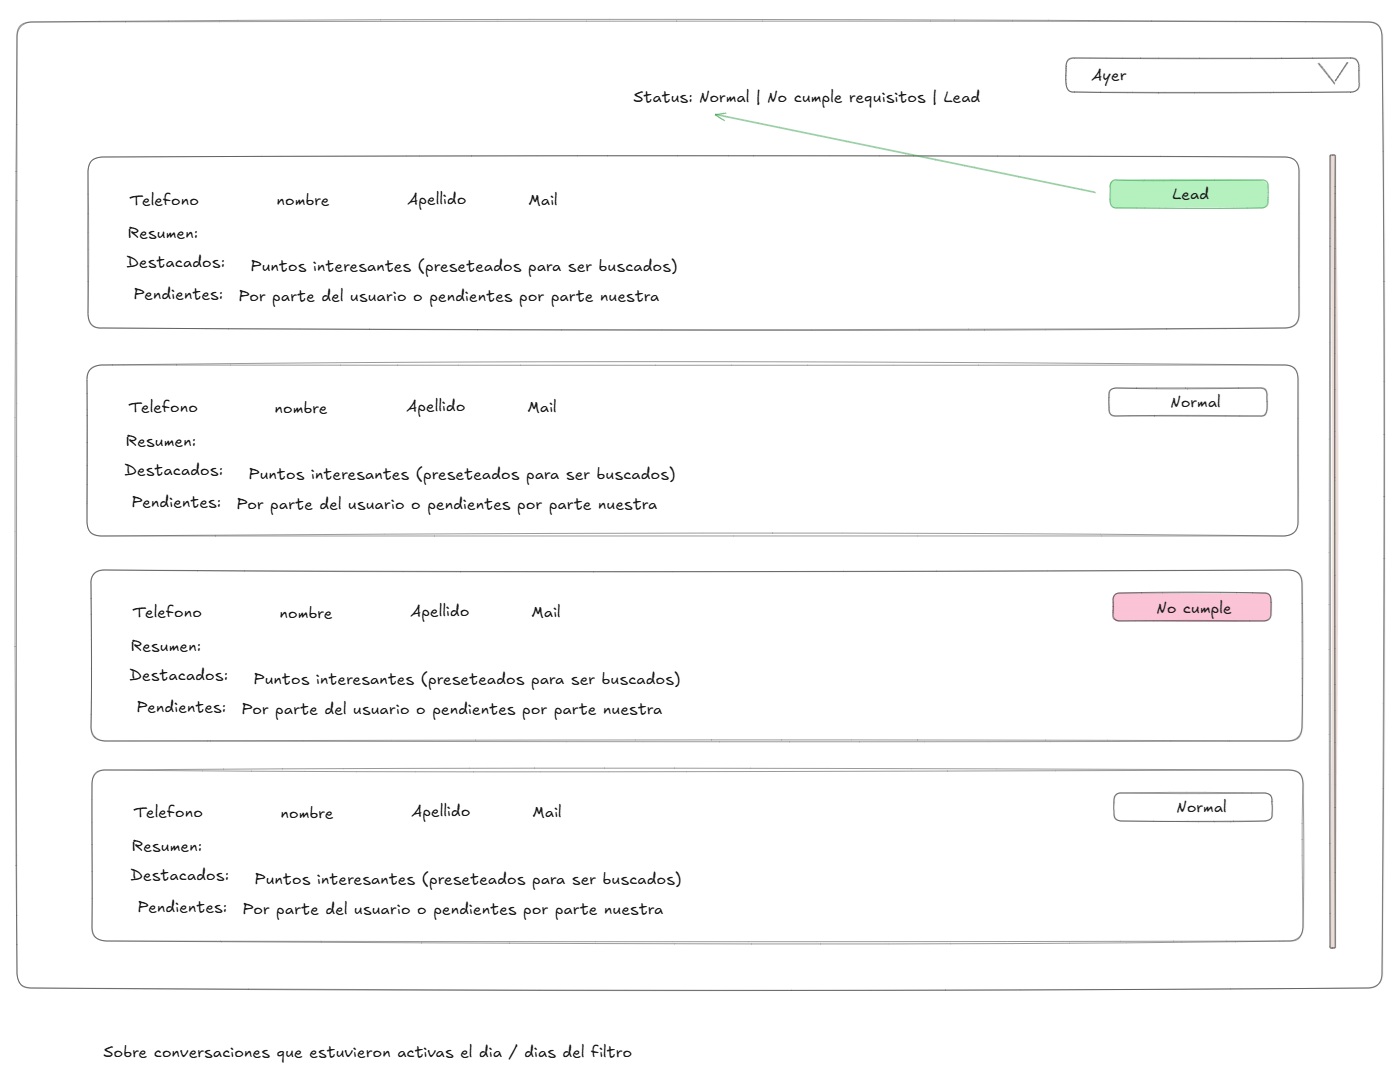 Ayer
Status: Normal | No cumple requisitos | Lead
Telefono nombre Apellido Mail Lead
Resumen:
Destacados: Puntos interesantes (preseteados para ser buscados)
Pendientes: Por parte del usuario o pendientes por parte nuestra
Telefono nombre Apellido Mail Normal
Resumen:
Destacados: Puntos interesantes (preseteados para ser buscados)
Pendientes: Por parte del usuario o pendientes por parte nuestra
Telefono nombre Apellido Mail No cumple
Resumen:
Destacados: Puntos interesantes (preseteados para ser buscados)
Pendientes: Por parte del usuario o pendientes por parte nuestra
Telefono nombre Apellido Mail Normal
Resumen:
Destacados: Puntos interesantes (preseteados para ser buscados)
Pendientes: Por parte del usuario o pendientes por parte nuestra
Sobre conversaciones que estuvieron activas el dia / dias del filtro